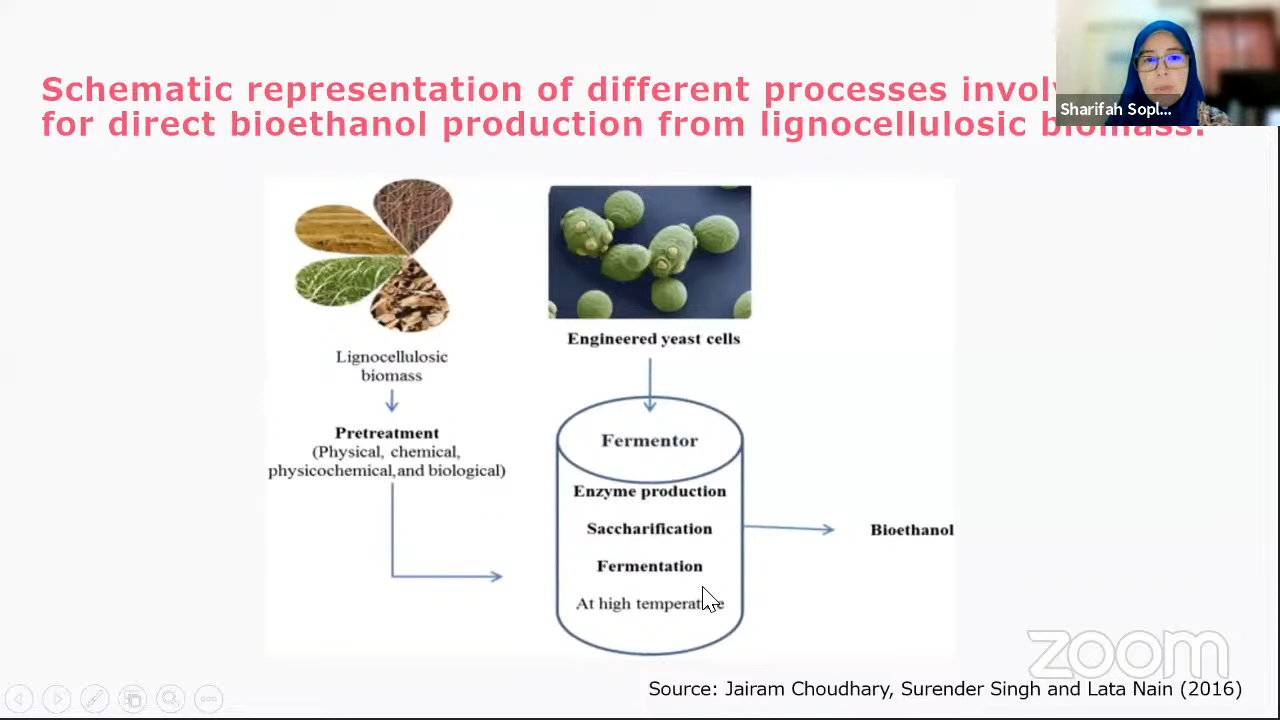 Schematic representation of different processes
for direct bioethanol production from lignocellulosic
Sharifah Sopl...
Lignocellulosic
biomass
Pretreatment
(Physical, chemical,
physicochemical,and biological)
Engineered yeast cells
Fermentor
Enzyme production
Saccharification
Fermentation
At high
Bioethanol
zoom
Source: Jairam Choudhary, Surender Singh and Lata Nain (2016)